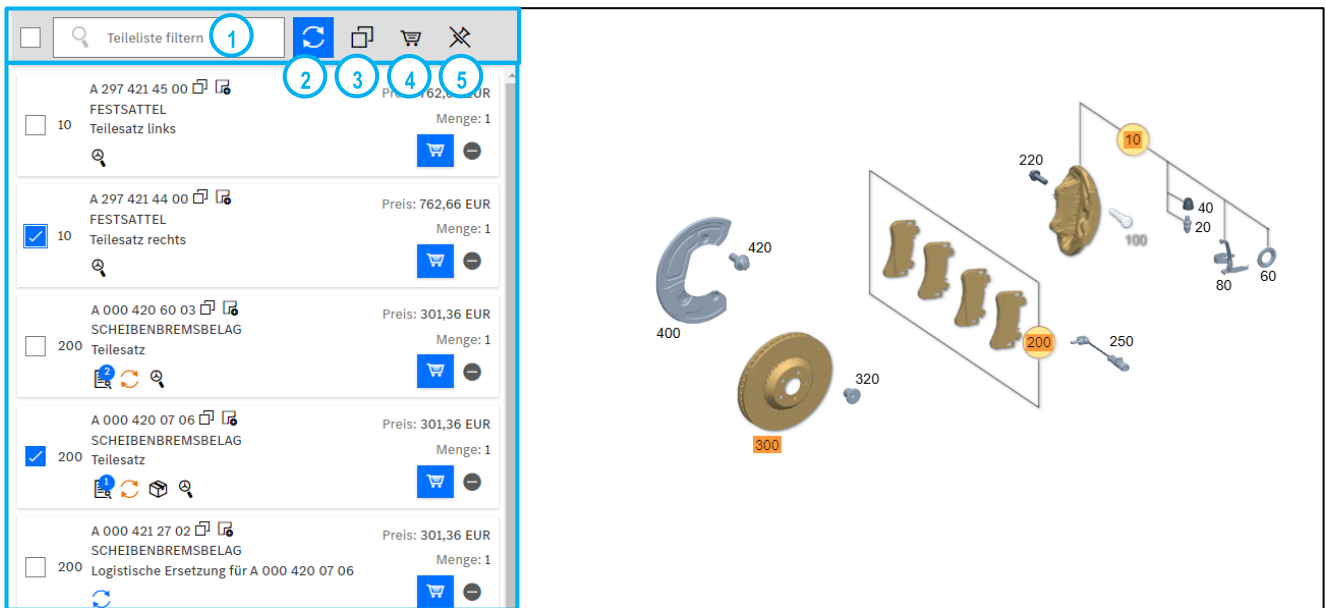 Teileliste filtern
1
2
3
4
5
A 297 421 45 00
FESTSATTEL
10
Teilesatz links
Menge: 1
A 297 421 44 00
Preis: 762,66 EUR
FESTSATTEL
10
Teilesatz rechts
Menge: 1
A 000 420 60 03
Preis: 301,36 EUR
SCHEIBENBREMSBELAG
200
Teilesatz
Menge: 1
2
A 000 420 07 06
Preis: 301,36 EUR
SCHEIBENBREMSBELAG
200
Teilesatz
Menge: 1
1
A 000 421 27 02
Preis: 301,36 EUR
SCHEIBENBREMSBELAG
200
Logistische Ersetzung für A 000 420 07 06
Menge: 1
10
220
40
20
100
80
60
420
400
200
250
320
300